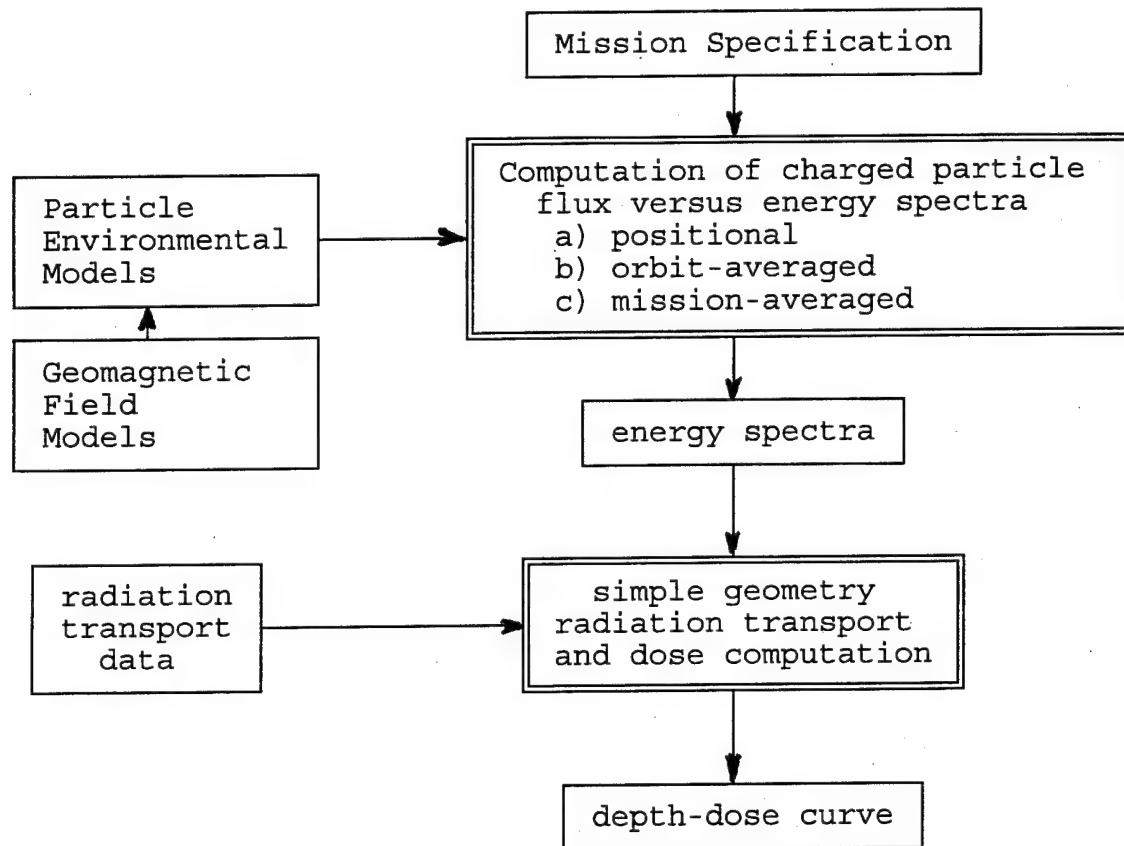 Mission Specification
Computation of charged particle
flux versus energy spectra
a) positional
b) orbit-averaged
c) mission-averaged
Particle
Environmental
Models
Geomagnetic
Field
Models
energy spectra
radiation
transport
data
simple geometry
radiation transport
and dose computation
depth-dose curve